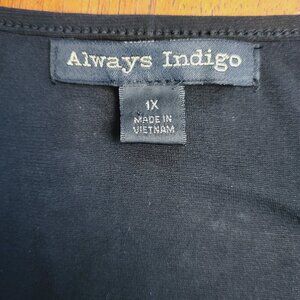 Always Indigo
1X
MADE IN
VIETNAM